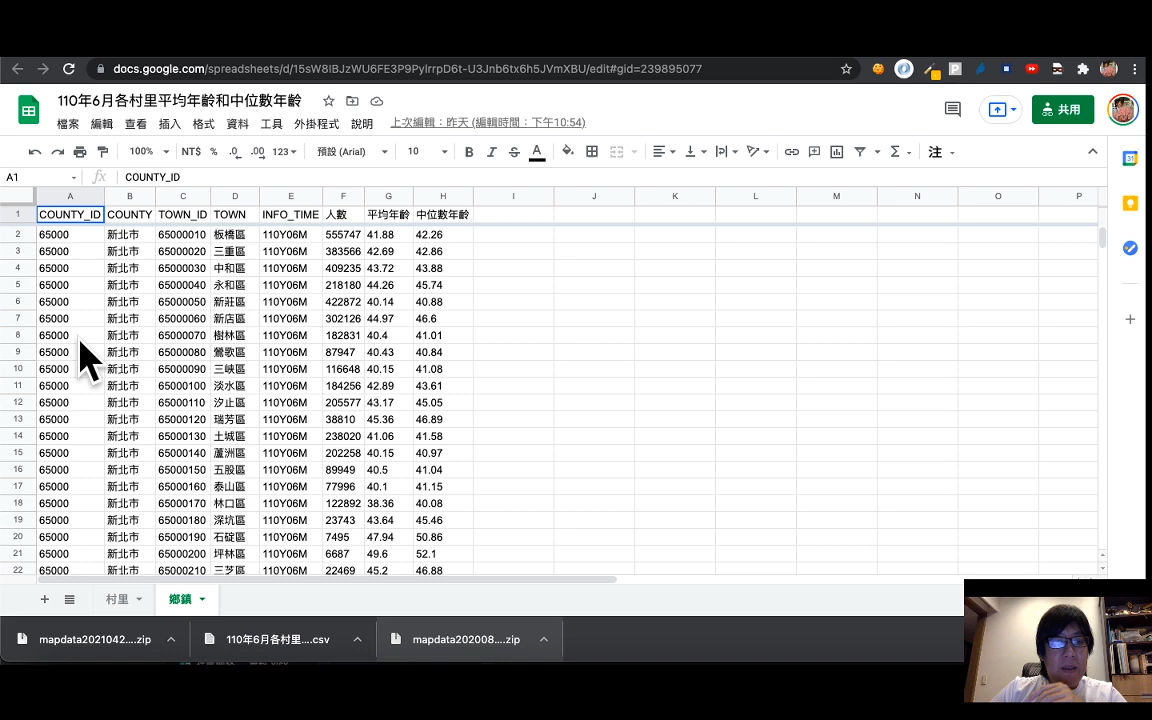 docs.google.com/spreadsheets/d/15sW8IBJzWU6FE3P9PylrrpD6t-U3Jnb6tx6h5JVmXBU/edit#gid=239895077
110年6月各村里平均年齡和中位數年齡
共用
檔案 編輯 查看 插入 格式 資料 工具 外掛程式 說明 上次編輯：昨天 (編輯時間：下午10:54)
100% NT$ % .0 .00 123 預設 (Arial) 10 B I S A Σ 注
A1 fx COUNTY_ID
A B C D E F G H I J K L M N O P
1 COUNTY_ID COUNTY TOWN_ID TOWN INFO_TIME 人數 平均年齡 中位數年齡
2 65000 新北市 65000010 板橋區 110Y06M 555747 41.88 42.26
3 65000 新北市 65000020 三重區 110Y06M 383566 42.69 42.86
4 65000 新北市 65000030 中和區 110Y06M 409235 43.72 43.88
5 65000 新北市 65000040 永和區 110Y06M 218180 44.26 45.74
6 65000 新北市 65000050 新莊區 110Y06M 422872 40.14 40.88
7 65000 新北市 65000060 新店區 110Y06M 302126 44.97 46.6
8 65000 新北市 65000070 樹林區 110Y06M 182831 40.4 41.01
9 65000 新北市 65000080 鶯歌區 110Y06M 87947 40.43 40.84
10 65000 新北市 65000090 三峽區 110Y06M 116648 40.15 41.08
11 65000 新北市 65000100 淡水區 110Y06M 184256 42.89 43.61
12 65000 新北市 65000110 汐止區 110Y06M 205577 43.17 45.05
13 65000 新北市 65000120 瑞芳區 110Y06M 38810 45.36 46.89
14 65000 新北市 65000130 土城區 110Y06M 238020 41.06 41.58
15 65000 新北市 65000140 蘆洲區 110Y06M 202258 40.15 40.97
16 65000 新北市 65000150 五股區 110Y06M 89949 40.5 41.04
17 65000 新北市 65000160 泰山區 110Y06M 77996 40.1 41.15
18 65000 新北市 65000170 林口區 110Y06M 122892 38.36 40.08
19 65000 新北市 65000180 深坑區 110Y06M 23743 43.64 45.46
20 65000 新北市 65000190 石碇區 110Y06M 7495 47.94 50.86
21 65000 新北市 65000200 坪林區 110Y06M 6687 49.6 52.1
22 65000 新北市 65000210 三芝區 110Y06M 22469 45.2 46.88
村里 鄉鎮
mapdata2021042....zip 110年6月各村里....csv mapdata202008....zip